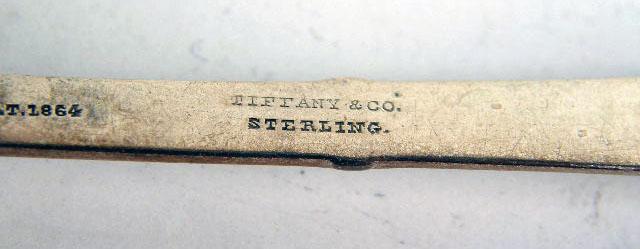 T.1864
TIFFANY & CO.
STERLING.